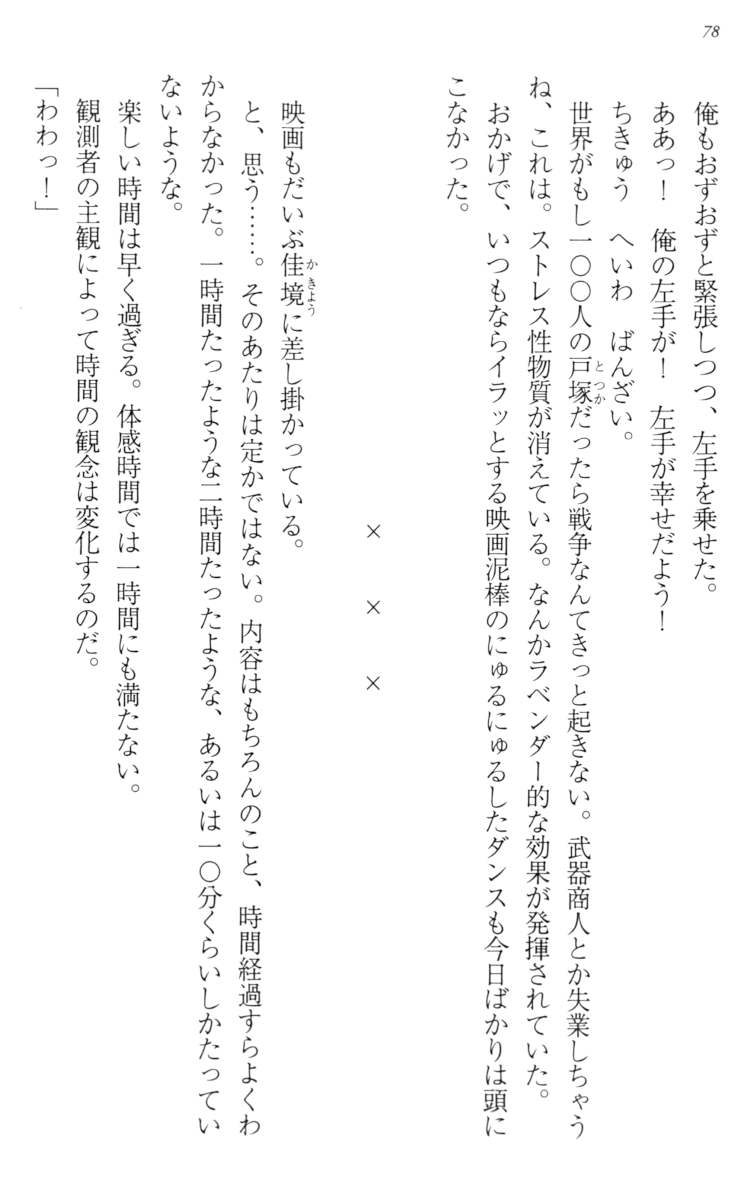 78
俺もおずおずと緊張しつつ、左手を乗せた。
ああっ！　俺の左手が！　左手が幸せだよう！
ちきゅう　へいわ　ばんざい。
世界がもし一〇〇人の戸塚だったら戦争なんてきっと起きない。武器商人とか失業しちゃう
ね、これは。ストレス性物質が消えている。なんかラベンダー的な効果が発揮されていた。
おかげで、いつもならイラッとする映画泥棒のにゅるにゅるしたダンスも今日ばかりは頭に
こなかった。
×　×　×
映画もだいぶ佳境に差し掛かっている。
と、思う……。そのあたりは定かではない。内容はもちろんのこと、時間経過すらよくわ
からなかった。一時間たったような二時間たったような、あるいは一〇分くらいしかたってい
ないような。
楽しい時間は早く過ぎる。体感時間では一時間にも満たない。
観測者の主観によって時間の観念は変化するのだ。
「わわっ！」